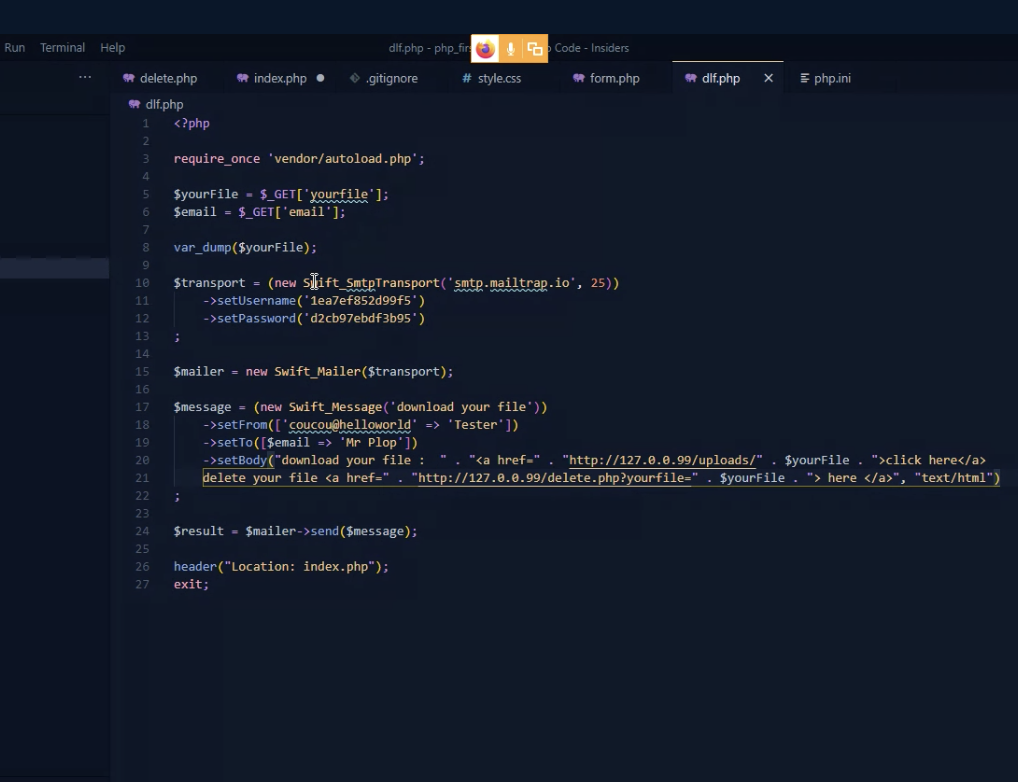 Run Terminal Help
dlf.php - php_firs Code - Insiders
··· delete.php index.php .gitignore # style.css form.php dlf.php × php.ini
dlf.php
1 <?php
2
3 require_once 'vendor/autoload.php';
4
5 $yourFile = $_GET['yourfile'];
6 $email = $_GET['email'];
7
8 var_dump($yourFile);
9
10 $transport = (new Swift_SmtpTransport('smtp.mailtrap.io', 25))
11 ->setUsername('1ea7ef852d99f5')
12 ->setPassword('d2cb97ebdf3b95')
13 ;
14
15 $mailer = new Swift_Mailer($transport);
16
17 $message = (new Swift_Message('download your file'))
18 ->setFrom(['coucou@helloworld' => 'Tester'])
19 ->setTo([$email => 'Mr Plop'])
20 ->setBody("download your file :  " . "<a href=" . "http://127.0.0.99/uploads/" . $yourFile . ">click here</a>
21 delete your file <a href=" . "http://127.0.0.99/delete.php?yourfile=" . $yourFile . "> here </a>", "text/html")
22 ;
23
24 $result = $mailer->send($message);
25
26 header("Location: index.php");
27 exit;